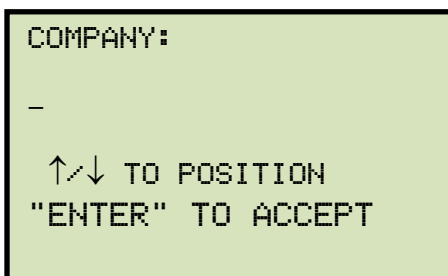 COMPANY:
_
↑/↓ TO POSITION
"ENTER" TO ACCEPT